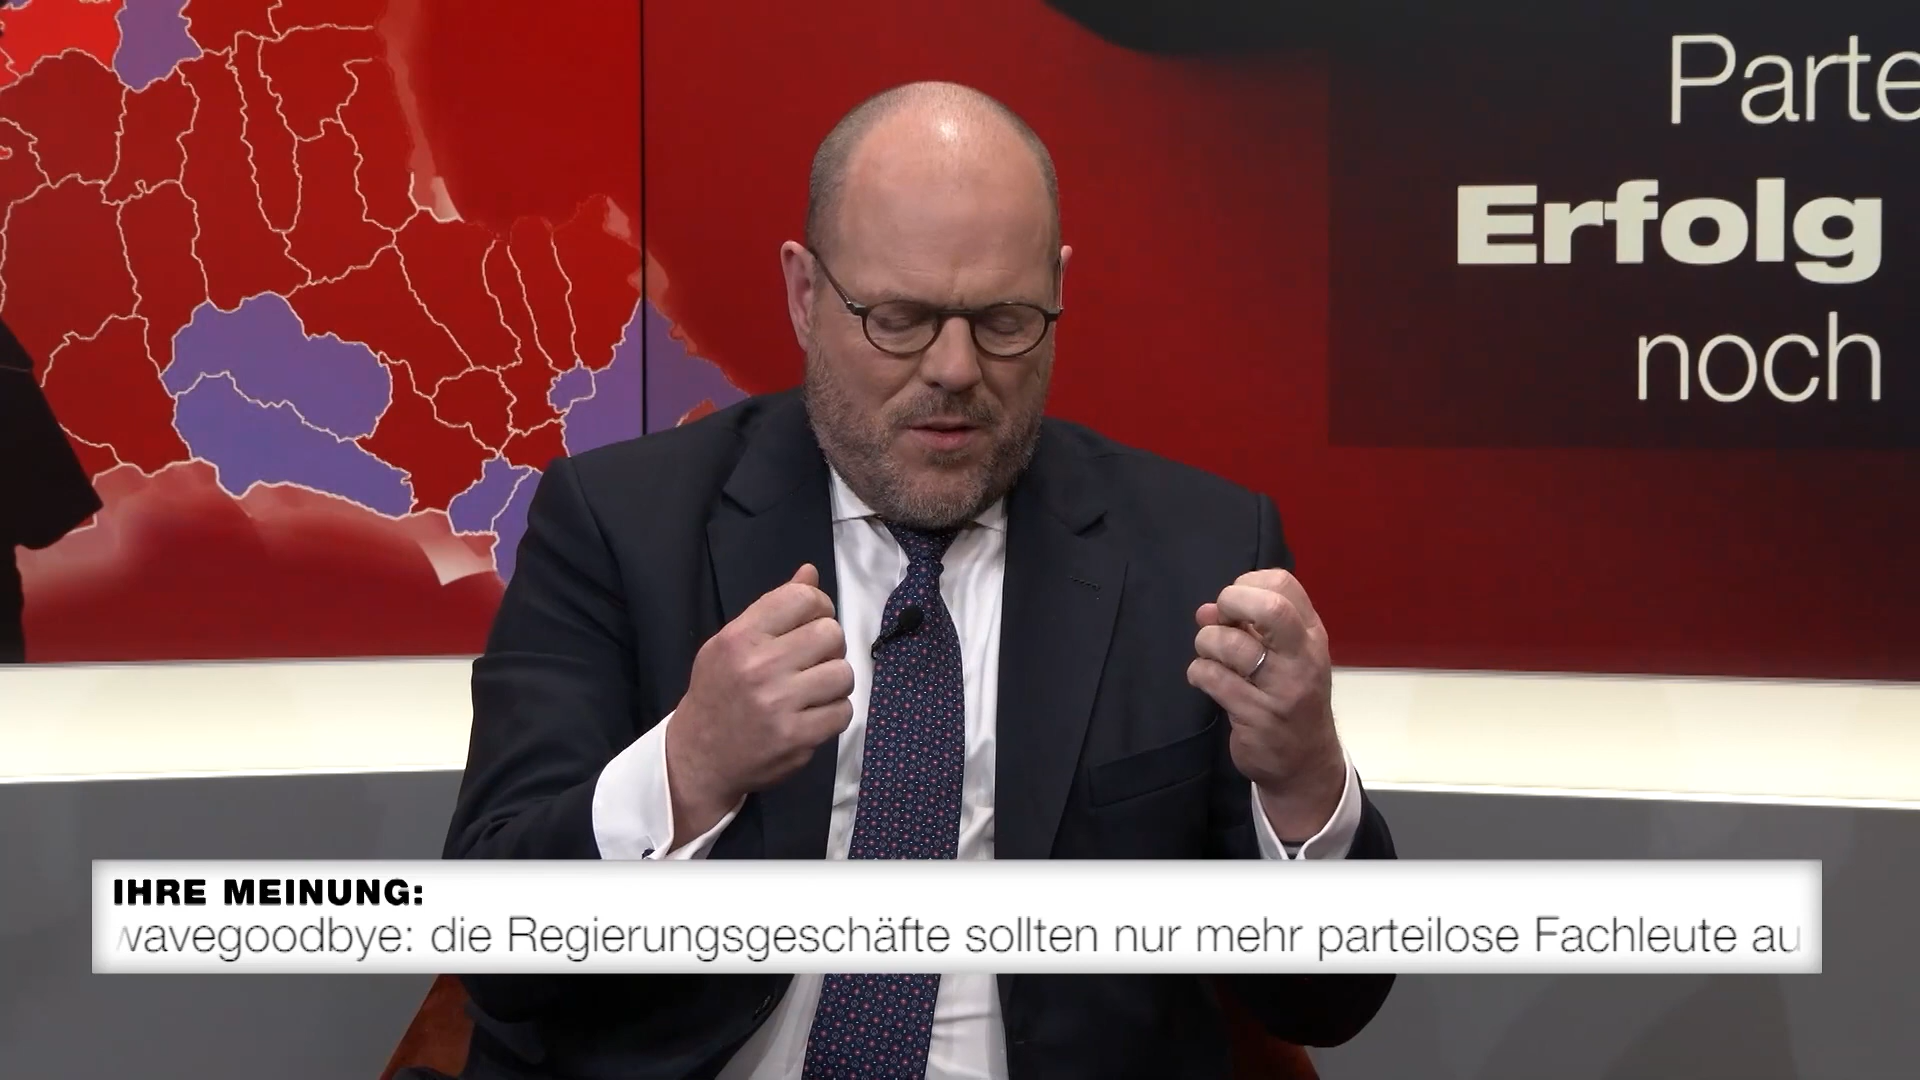 Parte
Erfolg
noch
IHRE MEINUNG:
wavegoodbye: die Regierungsgeschäfte sollten nur mehr parteilose Fachleute au